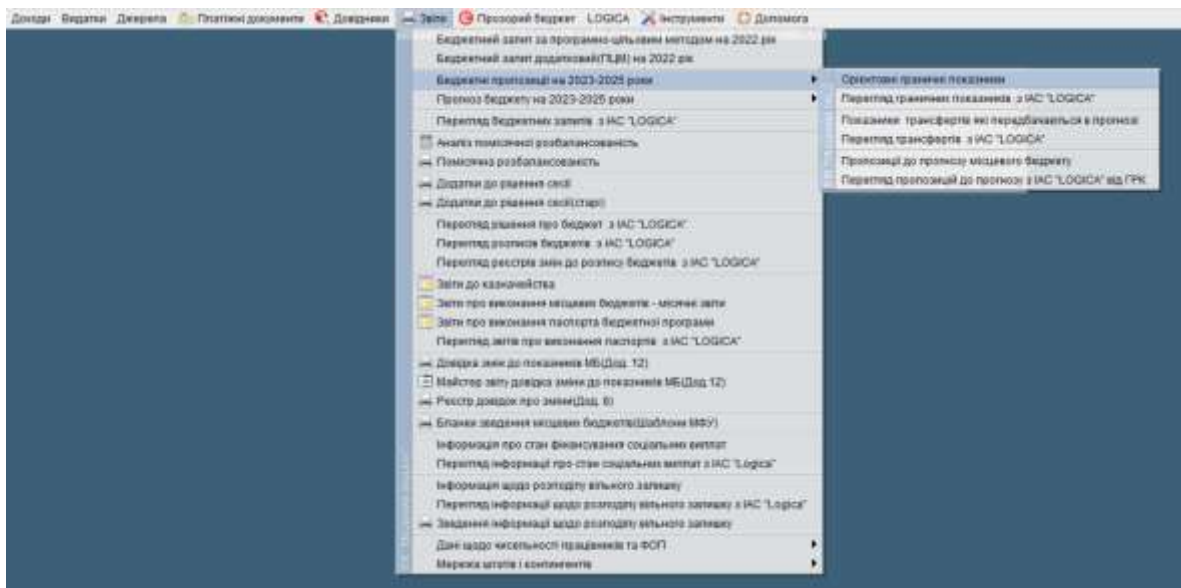 Доходи Видатки Джерела Платіжні документи Довідники Звіти Прозорий бюджет LOGICA Інструменти Допомога
Бюджетний запит за програмно-цільовим методом на 2022 рік
Бюджетний запит додатковий(ПЦМ) на 2022 рік
Бюджетні пропозиції на 2023-2025 роки
Прогноз бюджету на 2023-2025 роки
Перегляд бюджетних запитів з ІАС "LOGICA"
Аналіз помісячної розбалансованість
Помісячна розбалансованість
Додатки до рішення сесії
Додатки до рішення сесії(старі)
Перегляд рішення про бюджет з ІАС "LOGICA"
Перегляд розписів бюджетів з ІАС "LOGICA"
Перегляд реєстрів змін до розпису бюджетів з ІАС "LOGICA"
Звіти до казначейства
Звіти про виконання місцевих бюджетів - місячні звіти
Звіти про виконання паспорта бюджетної програми
Перегляд звітів про виконання паспортів з ІАС "LOGICA"
Довідка змін до показників МБ(Дод. 12)
Майстер звіту довідка зміни до показників МБ(Дод.12)
Реєстр довідок про зміни(Дод. 8)
Бланки зведення місцевих бюджетів(Шаблони МФУ)
Інформація про стан фінансування соціальних виплат
Перегляд інформації про стан соціальних виплат з ІАС "Logica"
Інформація щодо розподілу вільного залишку
Перегляд інформації щодо розподілу вільного залишку з ІАС "Logica"
Зведення інформації щодо розподілу вільного залишку
Дані щодо чисельності працівників та ФОП
Мережа штатів і контингентів
Орієнтовні граничні показники
Перегляд граничних показників з ІАС "LOGICA"
Показники трансфертів які передбачаються в прогнозі
Перегляд трансфертів з ІАС "LOGICA"
Пропозиції до прогнозу місцевого бюджету
Перегляд пропозицій до прогнозу з ІАС "LOGICA" від ГРК